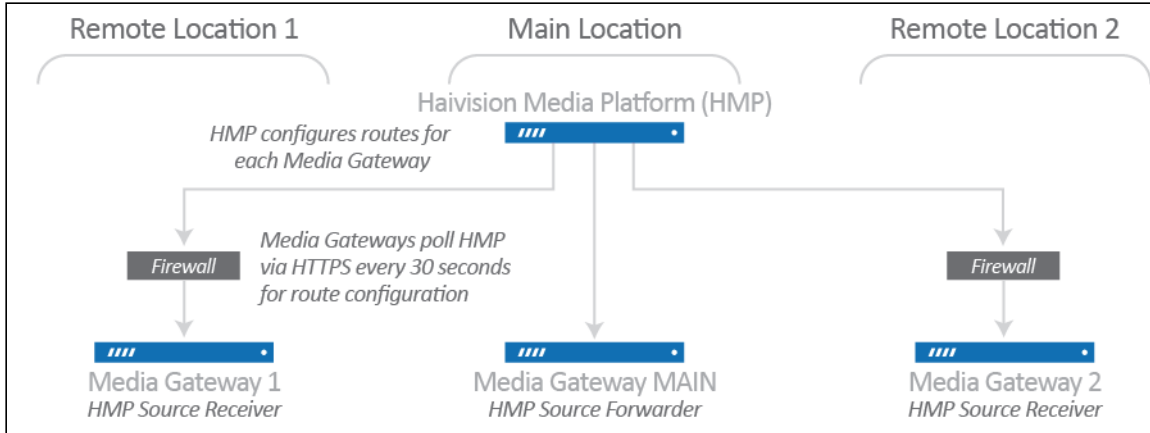 Remote Location 1
Main Location
Remote Location 2
Haivision Media Platform (HMP)
HMP configures routes for
each Media Gateway
Media Gateways poll HMP
via HTTPS every 30 seconds
for route configuration
Firewall
Firewall
Media Gateway 1
HMP Source Receiver
Media Gateway MAIN
HMP Source Forwarder
Media Gateway 2
HMP Source Receiver